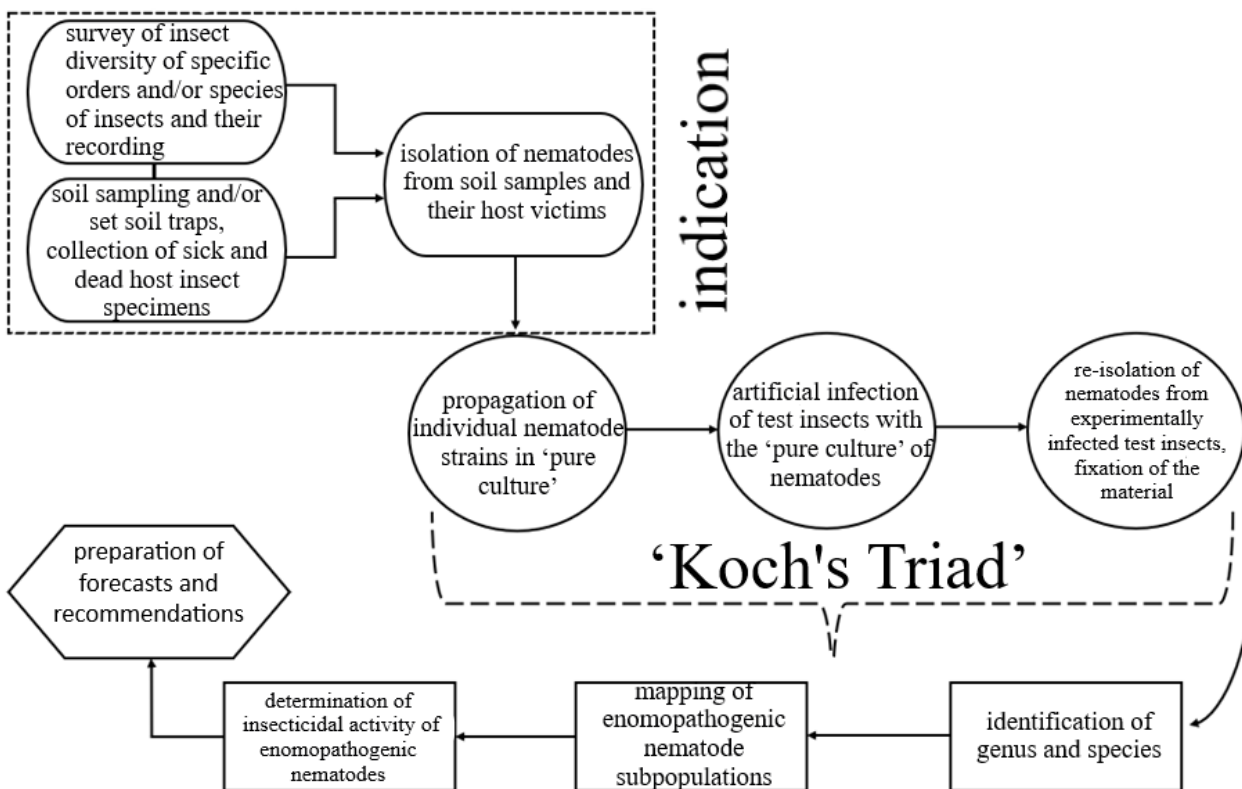 survey of insect
diversity of specific
orders and/or species
of insects and their
recording
soil sampling and/or
set soil traps,
collection of sick and
dead host insect
specimens
isolation of nematodes
from soil samples and
their host victims
indication
propagation of
individual nematode
strains in ‘pure
culture’
artificial infection
of test insects with
the ‘pure culture’ of
nematodes
re-isolation of
nematodes from
experimentally
infected test insects,
fixation of the
material
‘Koch's Triad’
identification of
genus and species
mapping of
enomopathogenic
nematode
subpopulations
determination of
insecticidal activity of
enomopathogenic
nematodes
preparation of
forecasts and
recommendations